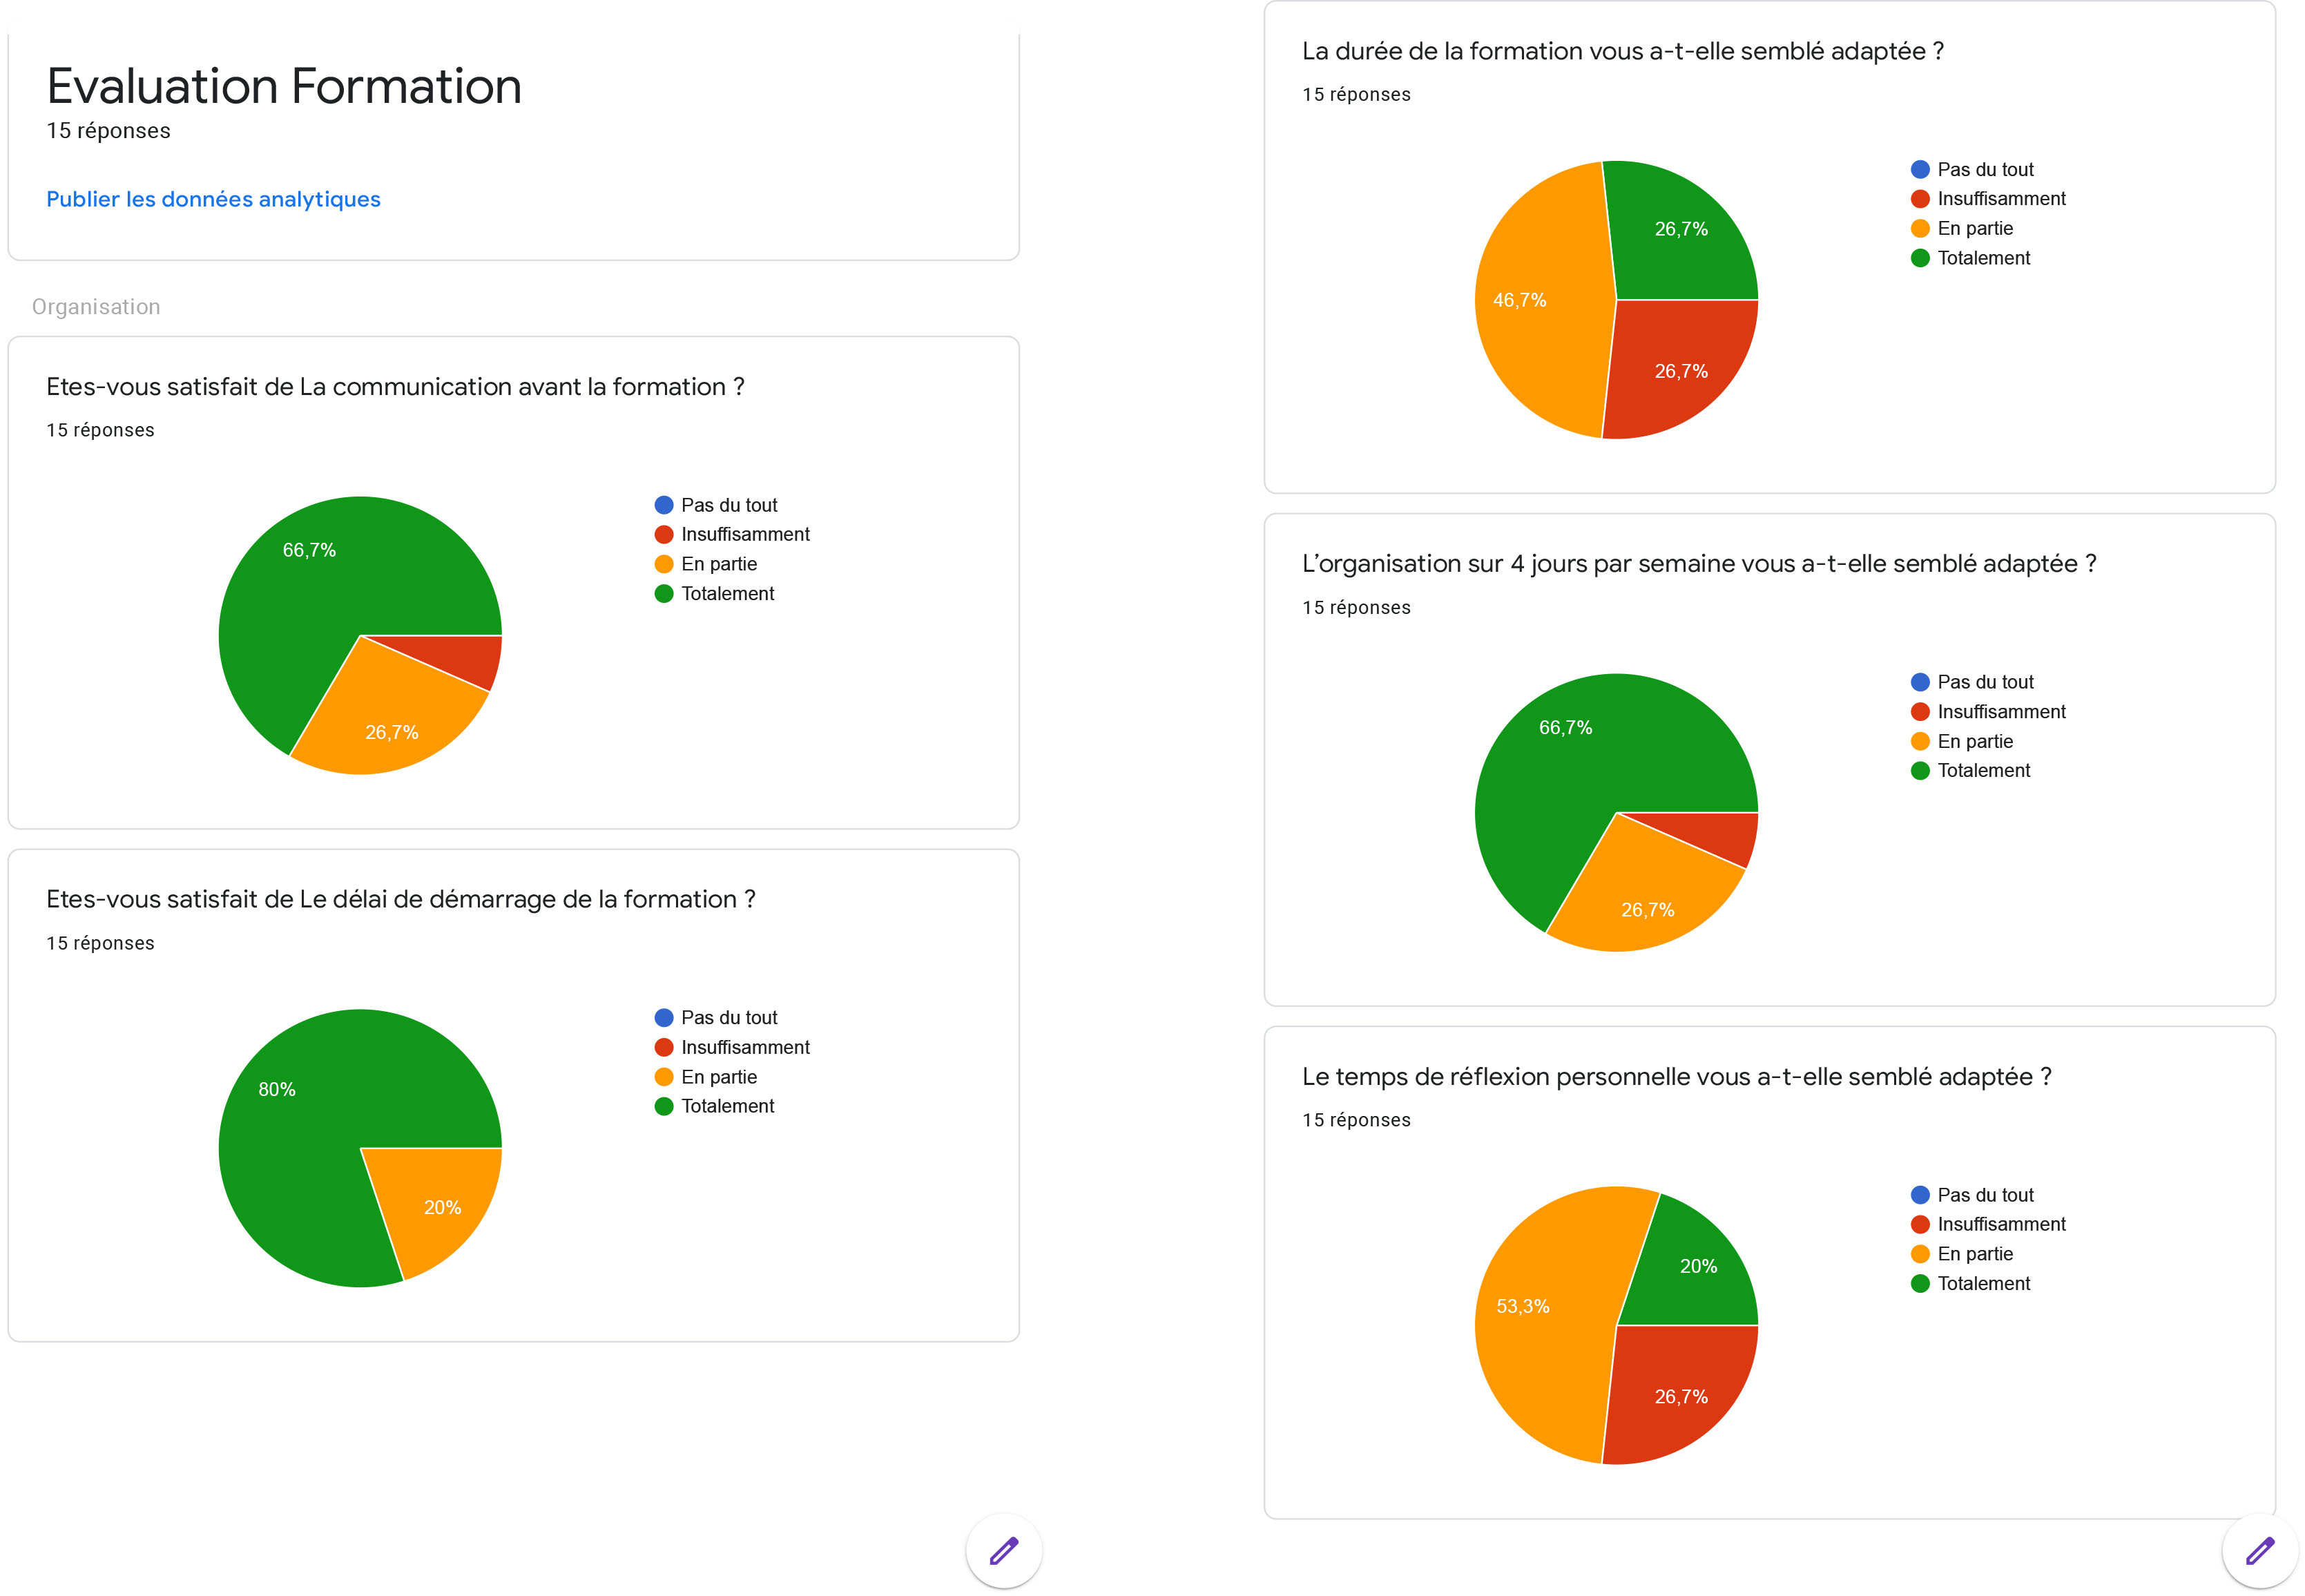 Evaluation Formation
15 réponses
Publier les données analytiques
Organisation
Etes-vous satisfait de La communication avant la formation ?
15 réponses
66,7%
26,7%
Pas du tout
Insuffisamment
En partie
Totalement
Etes-vous satisfait de Le délai de démarrage de la formation ?
15 réponses
80%
20%
Pas du tout
Insuffisamment
En partie
Totalement
La durée de la formation vous a-t-elle semblé adaptée ?
15 réponses
26,7%
46,7%
26,7%
Pas du tout
Insuffisamment
En partie
Totalement
L’organisation sur 4 jours par semaine vous a-t-elle semblé adaptée ?
15 réponses
66,7%
26,7%
Pas du tout
Insuffisamment
En partie
Totalement
Le temps de réflexion personnelle vous a-t-elle semblé adaptée ?
15 réponses
20%
53,3%
26,7%
Pas du tout
Insuffisamment
En partie
Totalement